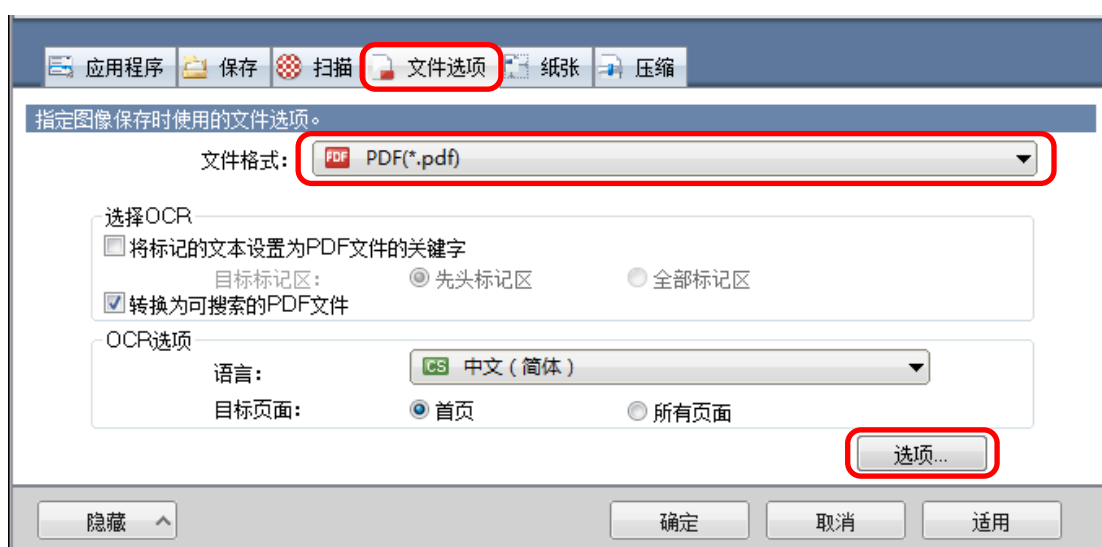 应用程序 保存 扫描 文件选项 纸张 压缩
指定图像保存时使用的文件选项。
文件格式： PDF PDF(*.pdf)
选择OCR
将标记的文本设置为PDF文件的关键字
目标标记区： 先头标记区 全部标记区
转换为可搜索的PDF文件
OCR选项
语言： CS 中文（简体）
目标页面： 首页 所有页面
选项...
隐藏 确定 取消 适用